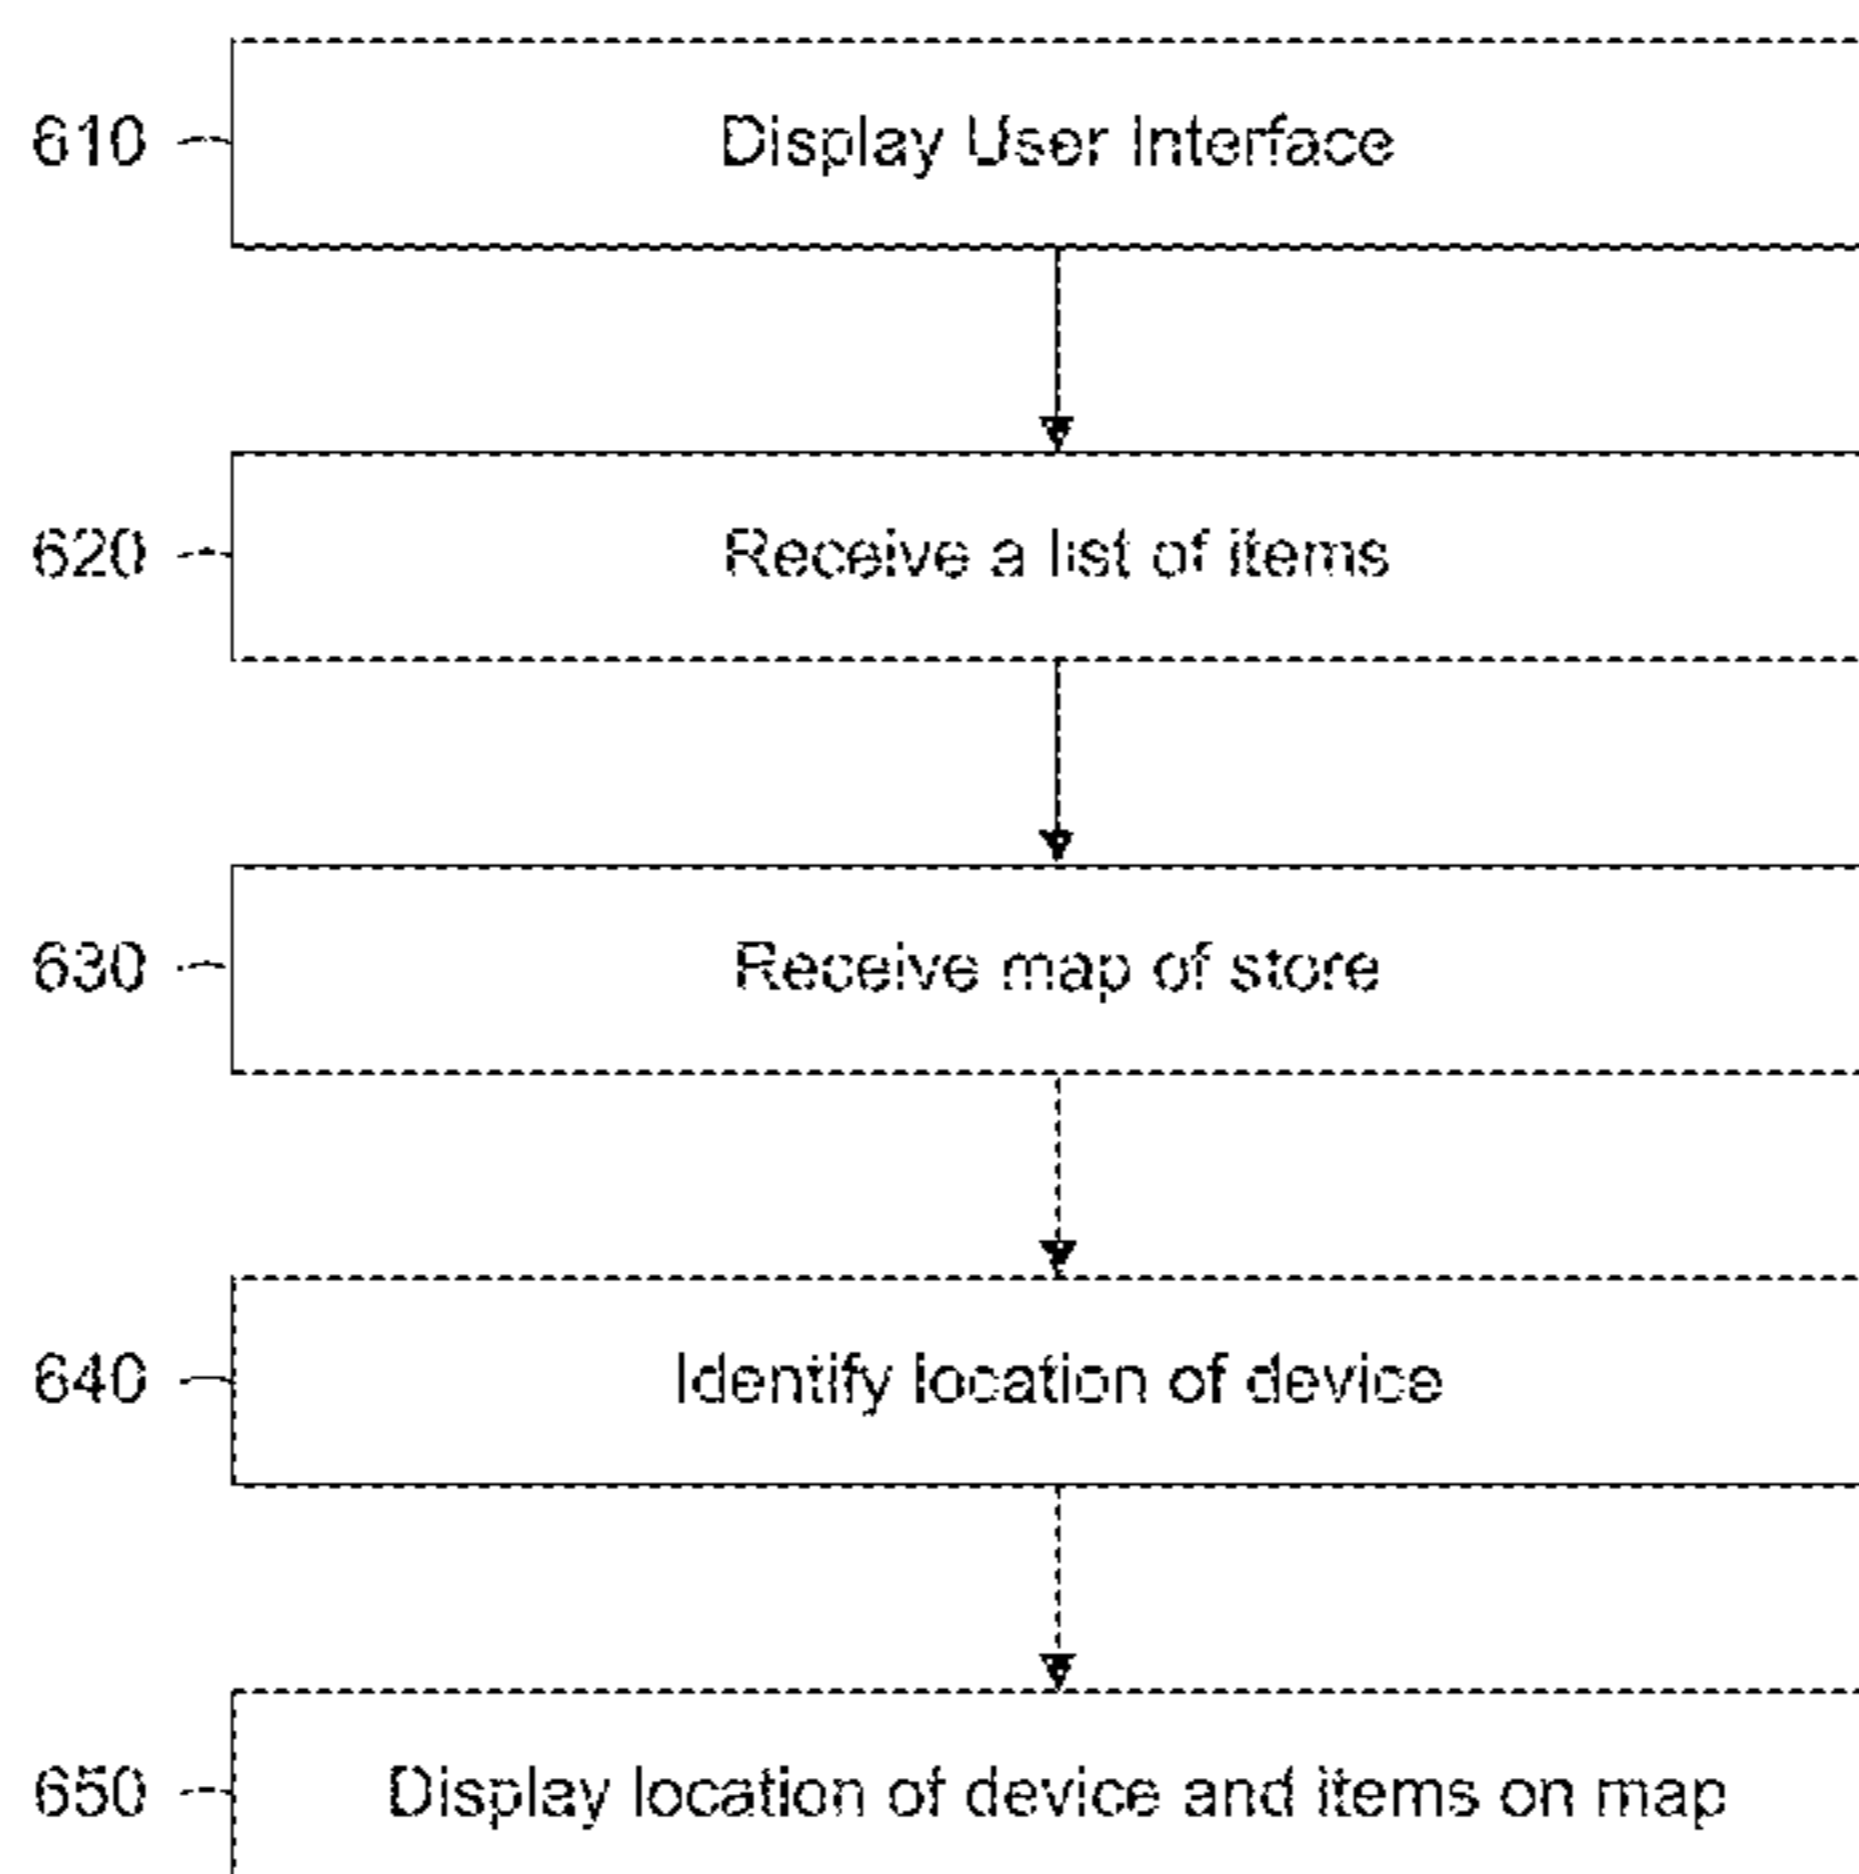 610 Display User Interface
620 Receive a list of items
630 Receive map of store
640 Identify location of device
650 Display location of device and items on map